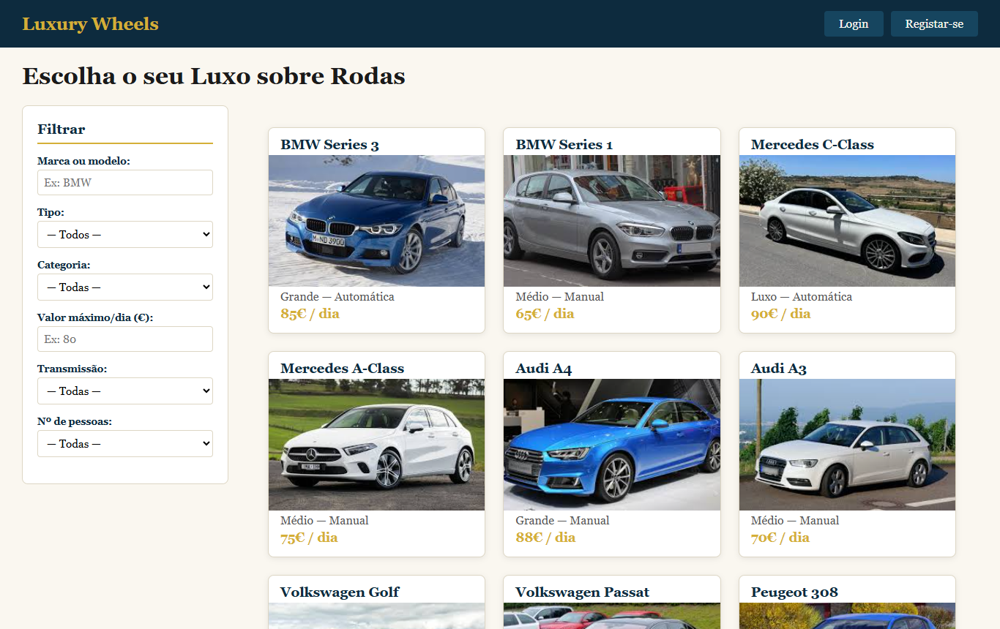 Luxury Wheels
Login
Registar-se
Escolha o seu Luxo sobre Rodas
Filtrar
Marca ou modelo:
Ex: BMW
Tipo:
— Todos —
Categoria:
— Todas —
Valor máximo/dia (€):
Ex: 80
Transmissão:
— Todas —
Nº de pessoas:
— Todas —
BMW Series 3
M·ND 3900
Grande — Automática
85€ / dia
BMW Series 1
Médio — Manual
65€ / dia
Mercedes C-Class
Luxo — Automática
90€ / dia
Mercedes A-Class
Médio — Manual
75€ / dia
Audi A4
Grande — Manual
88€ / dia
Audi A3
Médio — Manual
70€ / dia
Volkswagen Golf
Volkswagen Passat
Peugeot 308